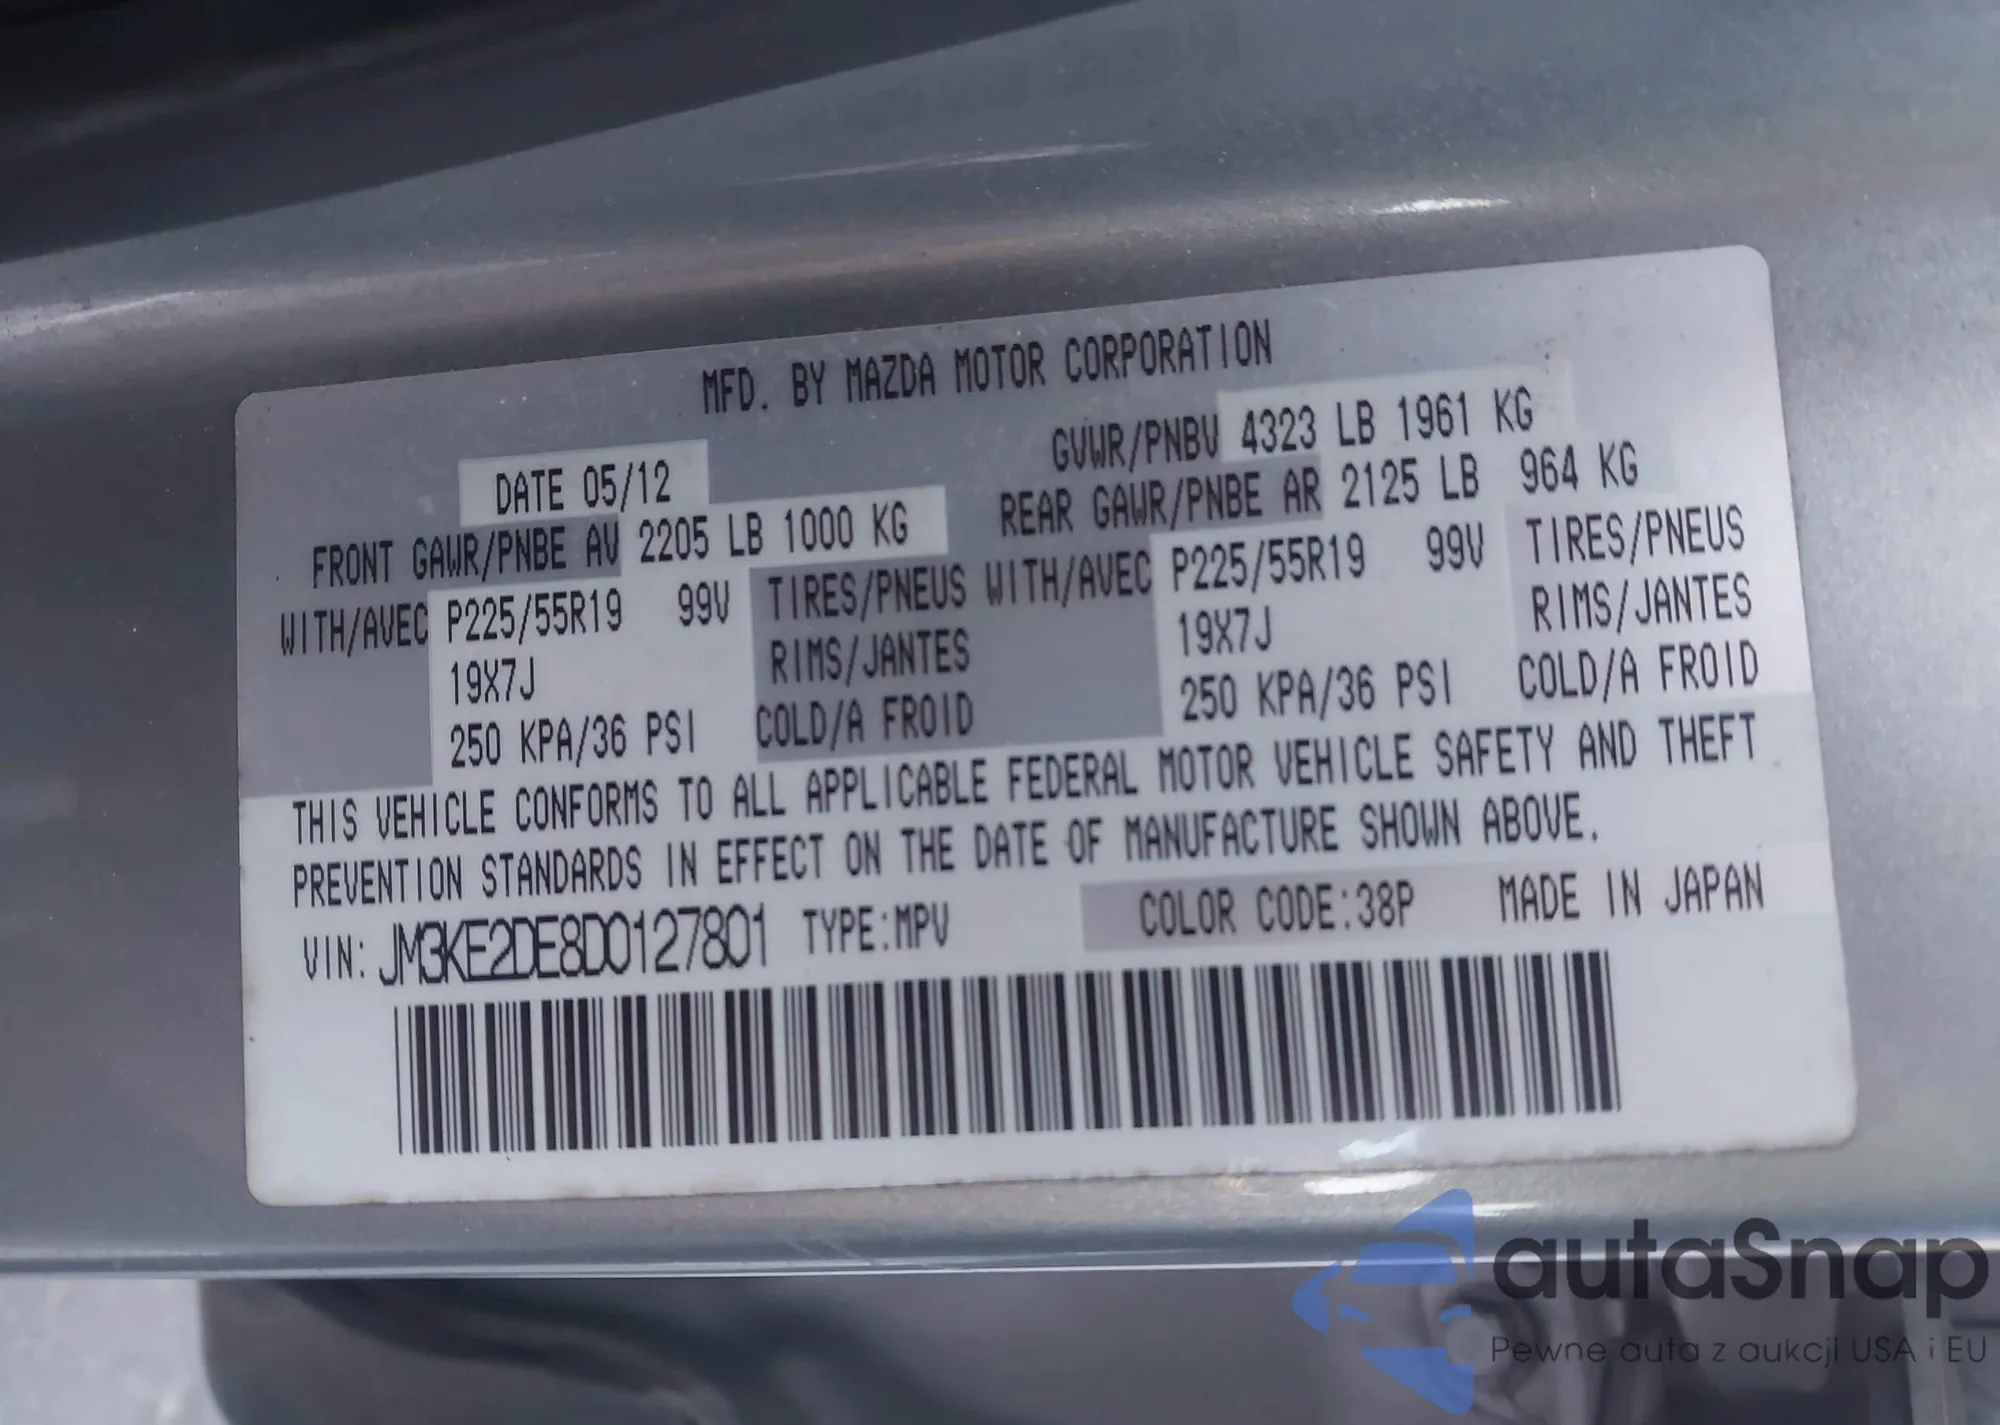 MFD. BY MAZDA MOTOR CORPORATION
DATE 05/12 GVWR/PNBV 4323 LB 1961 KG
FRONT GAWR/PNBE AV 2205 LB 1000 KG REAR GAWR/PNBE AR 2125 LB 964 KG
WITH/AVEC P225/55R19 99V TIRES/PNEUS WITH/AVEC P225/55R19 99V TIRES/PNEUS
19X7J RIMS/JANTES 19X7J RIMS/JANTES
250 KPA/36 PSI COLD/A FROID 250 KPA/36 PSI COLD/A FROID
THIS VEHICLE CONFORMS TO ALL APPLICABLE FEDERAL MOTOR VEHICLE SAFETY AND THEFT
PREVENTION STANDARDS IN EFFECT ON THE DATE OF MANUFACTURE SHOWN ABOVE.
VIN: JM3KE2DE8D0127801 TYPE:MPV COLOR CODE:38P MADE IN JAPAN
autaSnap
Pewne auta z aukcji USA i EU